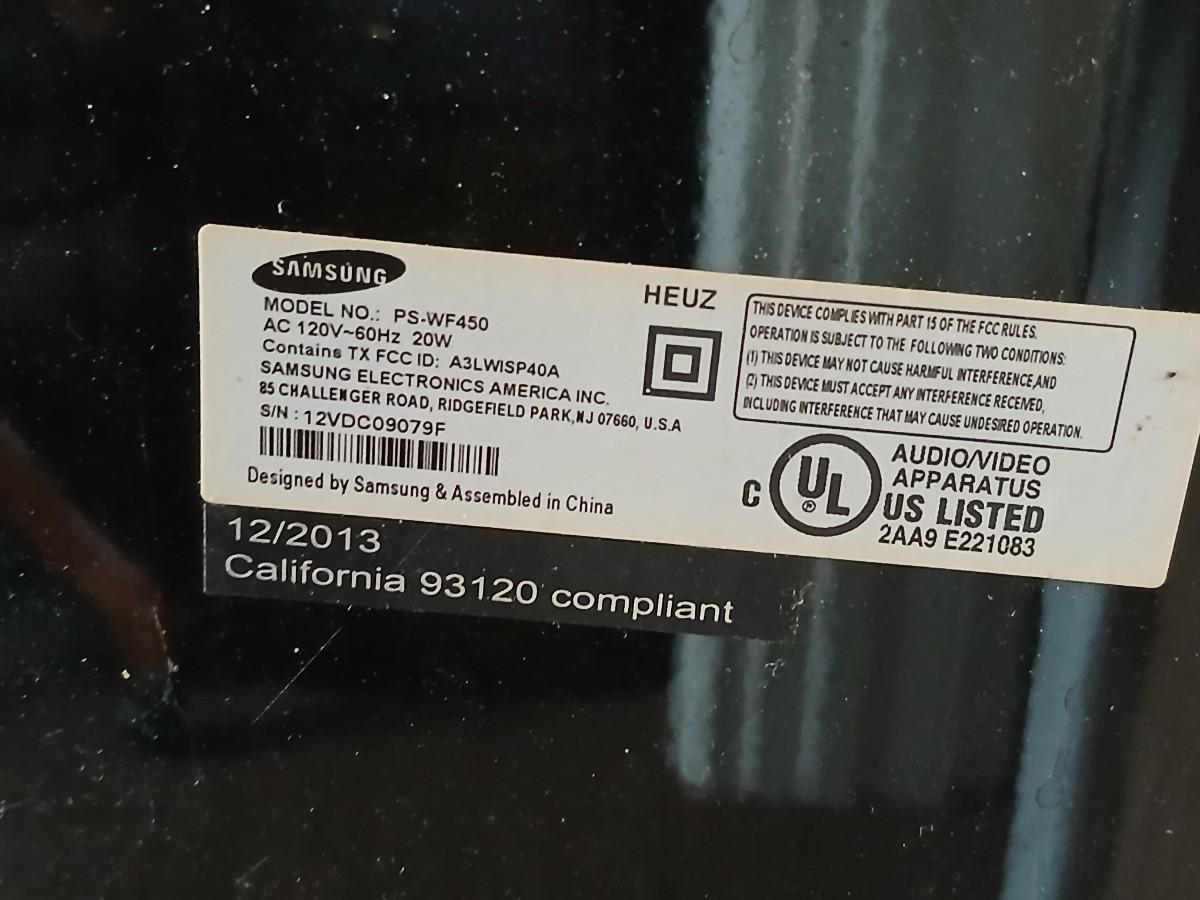 SAMSUNG
MODEL NO.: PS-WF450
AC 120V~60Hz 20W
Contains TX FCC ID: A3LWISP40A
SAMSUNG ELECTRONICS AMERICA INC.
85 CHALLENGER ROAD, RIDGEFIELD PARK,NJ 07660, U.S.A
S/N : 12VDC09079F
Designed by Samsung & Assembled in China
HEUZ
THIS DEVICE COMPLIES WITH PART 15 OF THE FCC RULES.
OPERATION IS SUBJECT TO THE FOLLOWING TWO CONDITIONS:
(1) THIS DEVICE MAY NOT CAUSE HARMFUL INTERFERENCE,AND
(2) THIS DEVICE MUST ACCEPT ANY INTERFERENCE RECEIVED,
INCLUDING INTERFERENCE THAT MAY CAUSE UNDESIRED OPERATION.
C UL ®
AUDIO/VIDEO
APPARATUS
US LISTED
2AA9 E221083
12/2013
California 93120 compliant